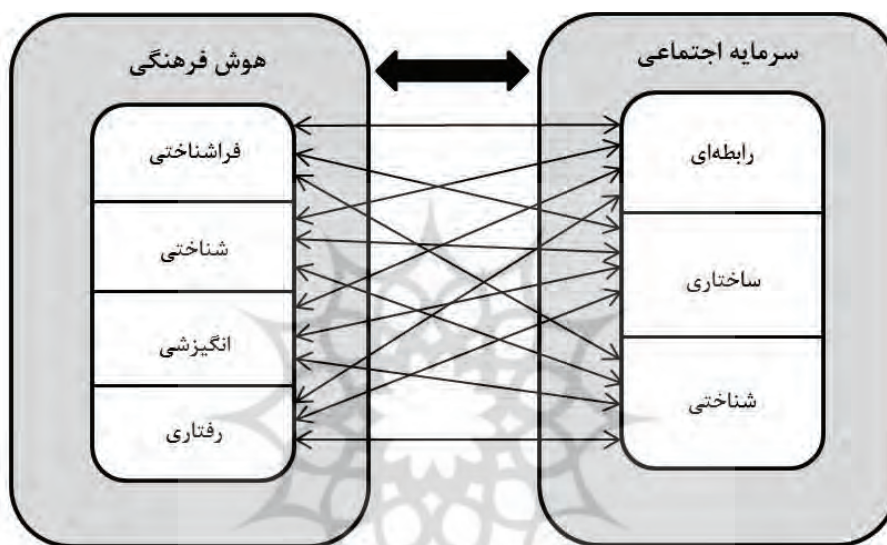 سرمایه اجتماعی
رابطه‌ای
ساختاری
شناختی
هوش فرهنگی
فراشناختی
شناختی
انگیزشی
رفتاری